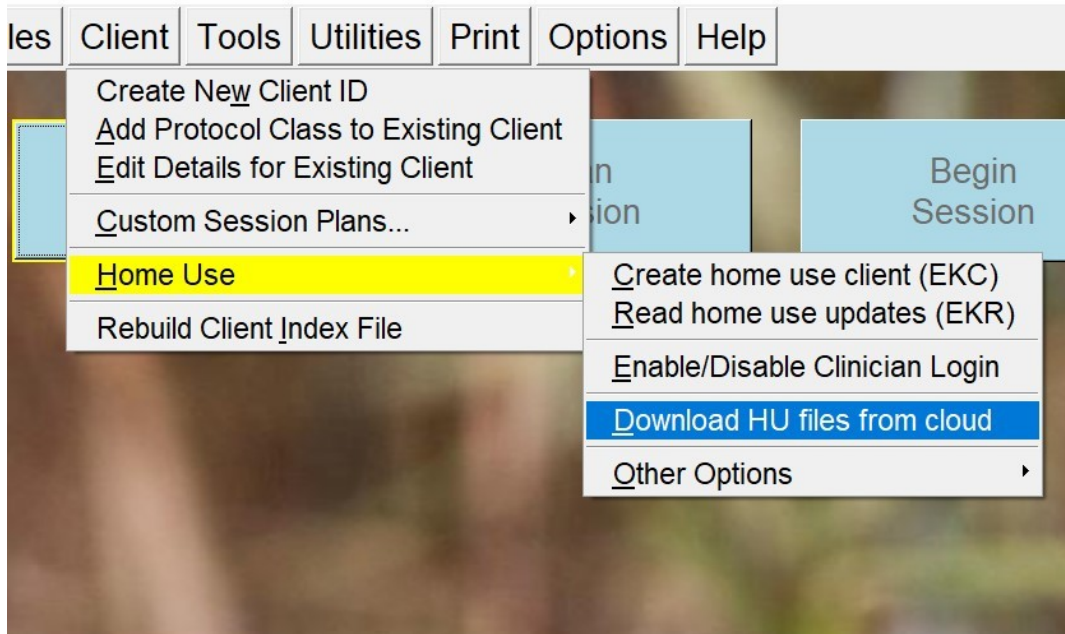 les Client Tools Utilities Print Options Help
Create New Client ID
Add Protocol Class to Existing Client
Edit Details for Existing Client
Custom Session Plans...
Home Use
Rebuild Client Index File
Begin
Session
Create home use client (EKC)
Read home use updates (EKR)
Enable/Disable Clinician Login
Download HU files from cloud
Other Options